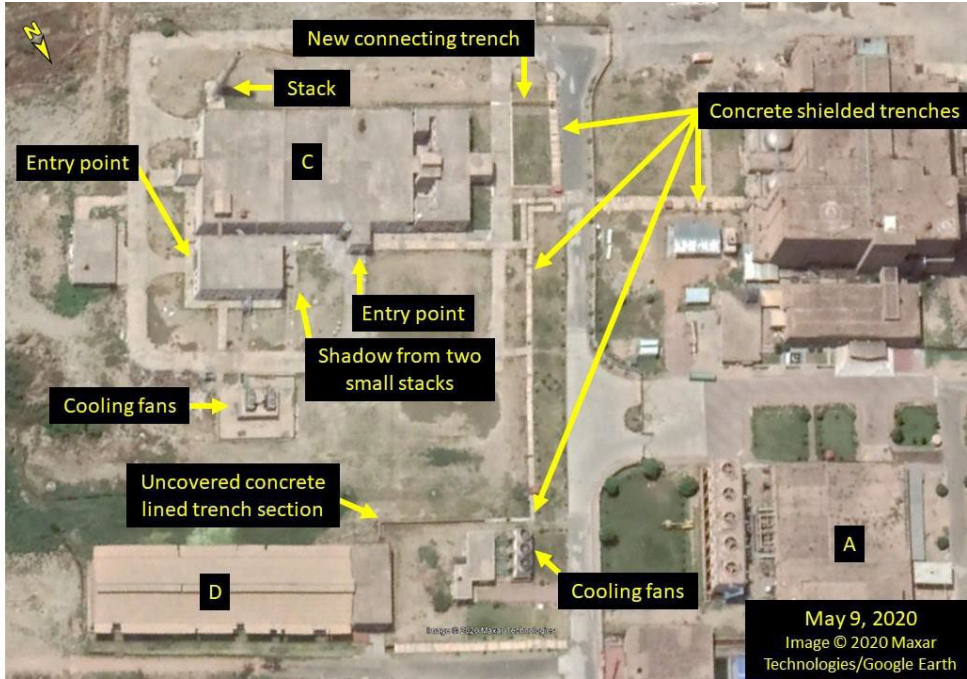 N
New connecting trench
Stack
Concrete shielded trenches
C
Entry point
Entry point
Shadow from two
small stacks
Cooling fans
Uncovered concrete
lined trench section
A
D
Cooling fans
Image © 2020 Maxar Technologies
May 9, 2020
Image © 2020 Maxar
Technologies/Google Earth